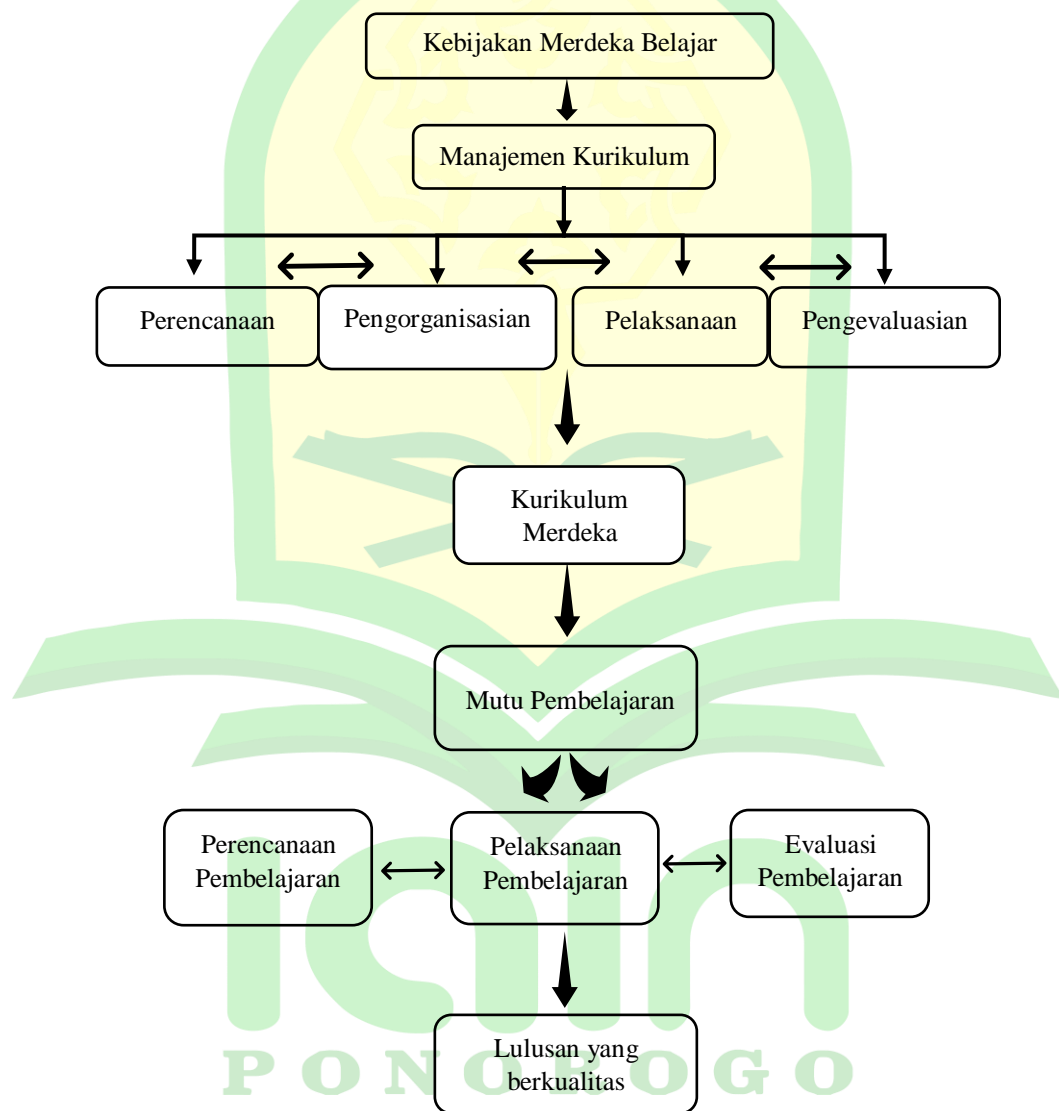 Kebijakan Merdeka Belajar
Manajemen Kurikulum
Perencanaan
Pengorganisasian
Pelaksanaan
Pengevaluasian
Kurikulum
Merdeka
Mutu Pembelajaran
Perencanaan
Pembelajaran
Pelaksanaan
Pembelajaran
Evaluasi
Pembelajaran
iain
PONOROGO
Lulusan yang
berkualitas